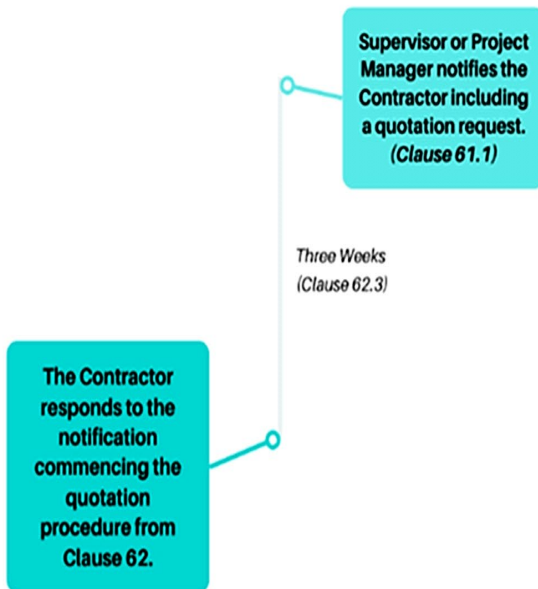 Supervisor or Project
Manager notifies the
Contractor including
a quotation request.
(Clause 61.1)
Three Weeks
(Clause 62.3)
The Contractor
responds to the
notification
commencing the
quotation
procedure from
Clause 62.